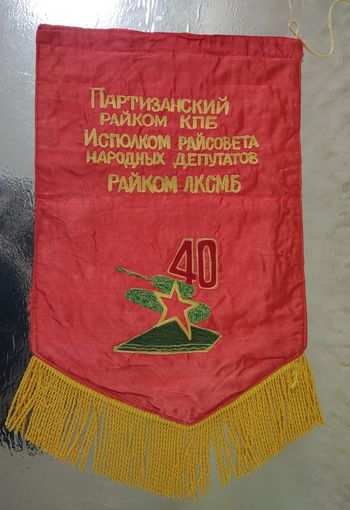 Партизанский
райком КПБ
Исполком райсовета
народных депутатов
райком ЛКСМБ
40